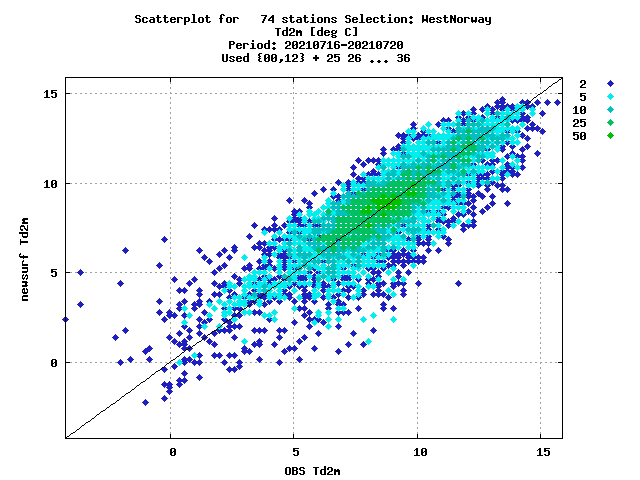 Scatterplot for   74 stations Selection: WestNorway
Td2m [deg C]
Period: 20210716-20210720
Used {00,12} + 25 26 ... 36
2
5
10
25
50
15
10
5
0
newsurf Td2m
0 5 10 15
OBS Td2m